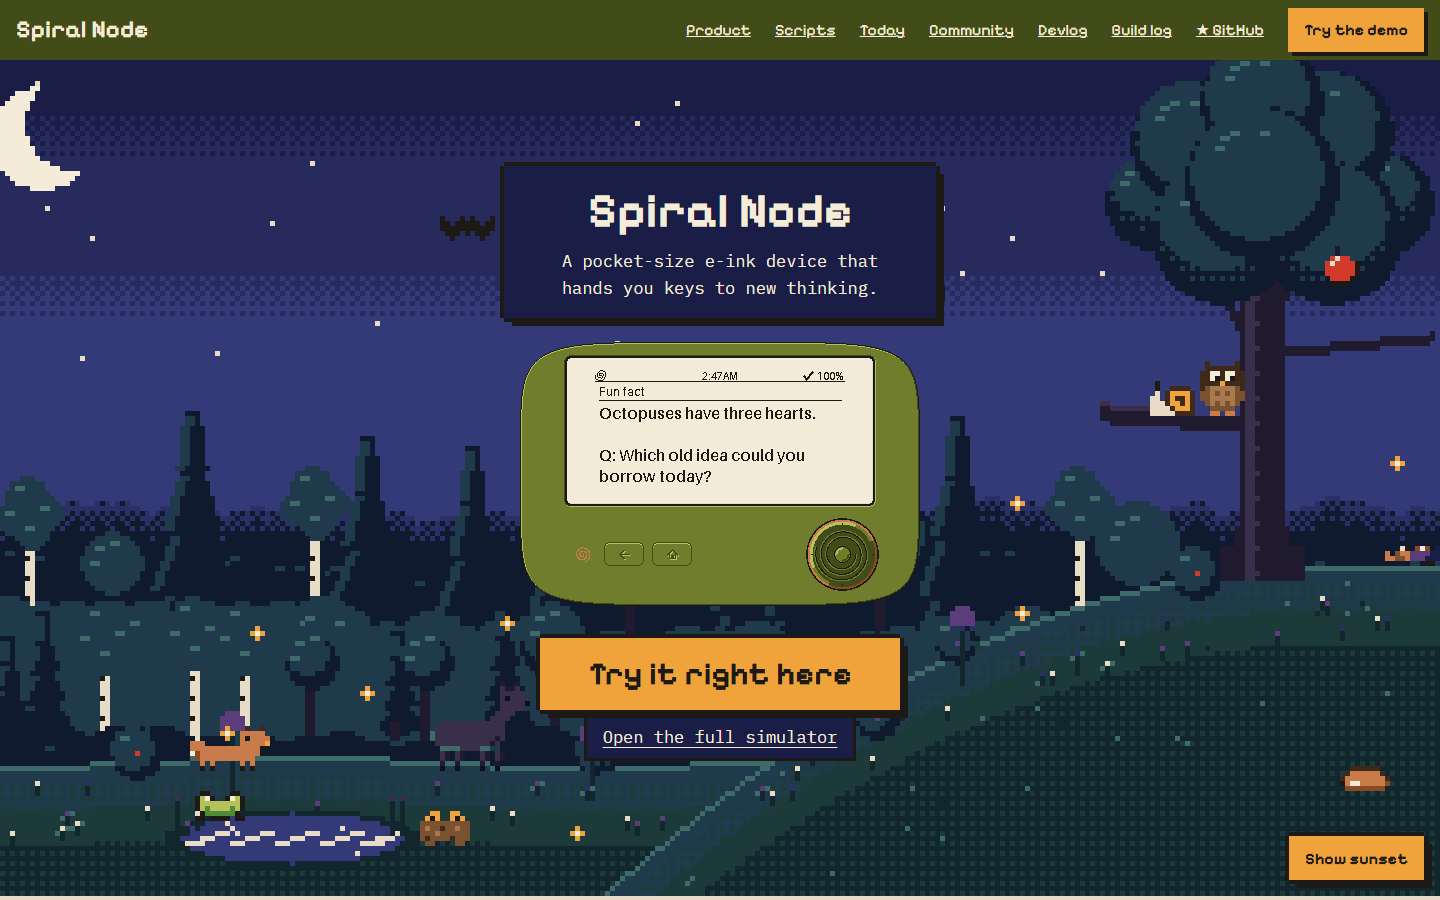 Spiral Node
Product Scripts Today Community Devlog Build log ★ GitHub Try the demo
Spiral Node
A pocket-size e-ink device that
hands you keys to new thinking.
2:47AM ✓ 100%
Fun fact
Octopuses have three hearts.
Q: Which old idea could you
borrow today?
Try it right here
Open the full simulator
Show sunset